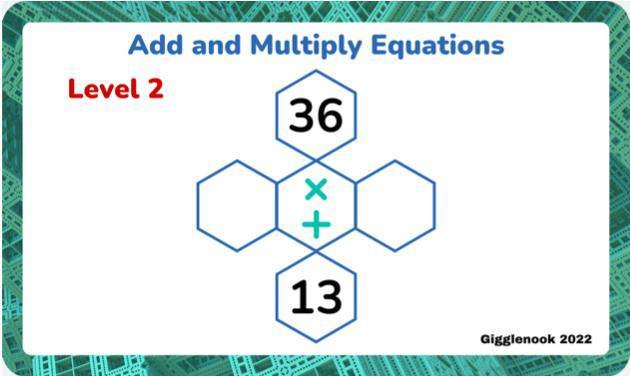 Add and Multiply Equations
Level 2
36
×
+
13
Gigglenook 2022